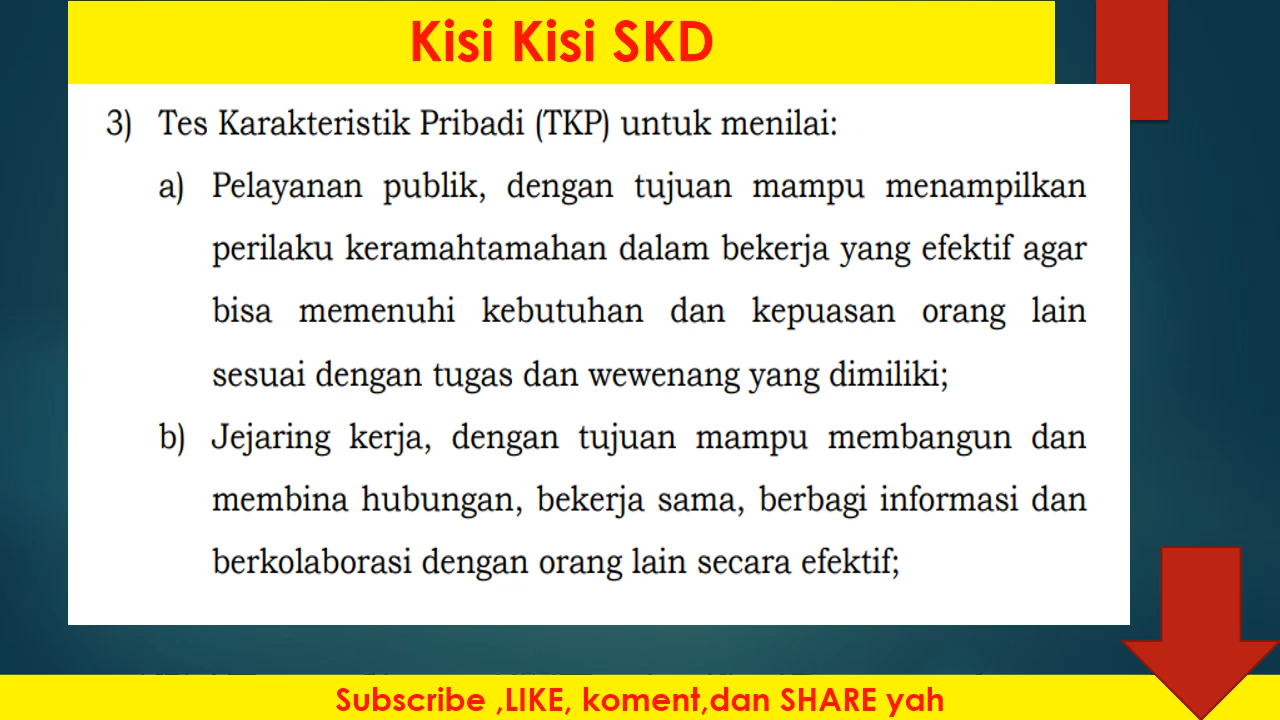 Kisi Kisi SKD
3) Tes Karakteristik Pribadi (TKP) untuk menilai:
a) Pelayanan publik, dengan tujuan mampu menampilkan
perilaku keramahtamahan dalam bekerja yang efektif agar
bisa memenuhi kebutuhan dan kepuasan orang lain
sesuai dengan tugas dan wewenang yang dimiliki;
b) Jejaring kerja, dengan tujuan mampu membangun dan
membina hubungan, bekerja sama, berbagi informasi dan
berkolaborasi dengan orang lain secara efektif;
Subscribe ,LIKE, koment,dan SHARE yah